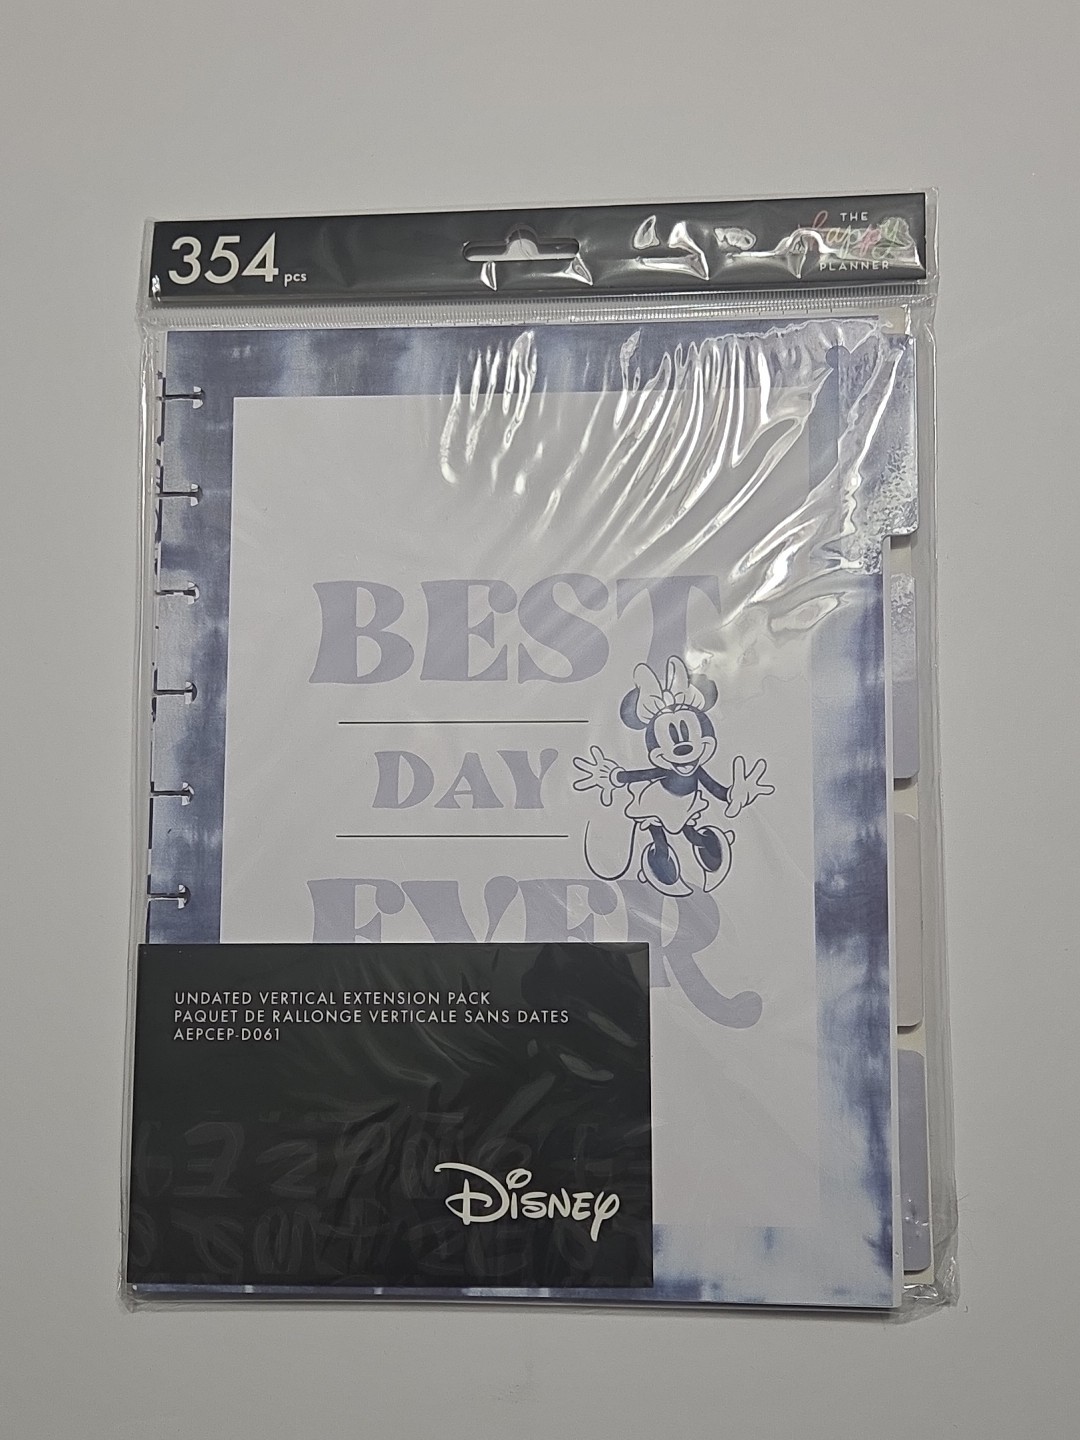 354 pcs
THE
happy
PLANNER
BEST
DAY
EVER
UNDATED VERTICAL EXTENSION PACK
PAQUET DE RALLONGE VERTICALE SANS DATES
AEPCEP-D061
Disney